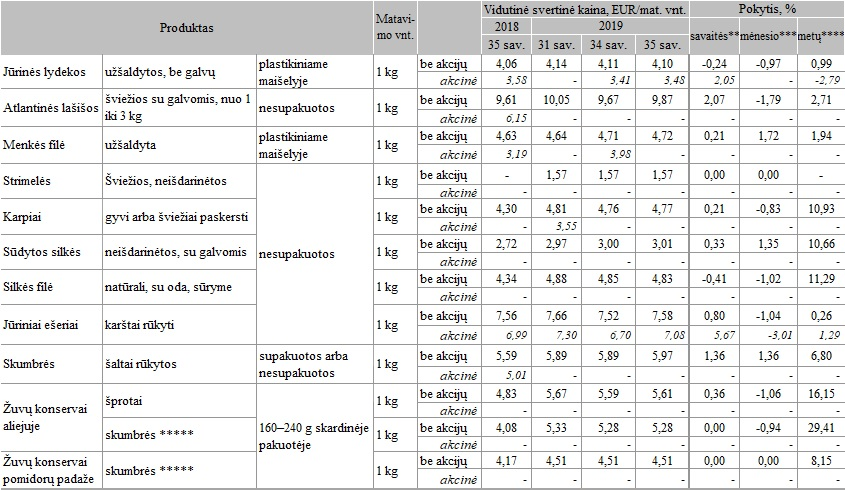 Produktas Matavi- Vidutinė svertinė kaina, EUR/mat. vnt. Pokytis, %
mo vnt. 2018 2019 savaitės** mėnesio*** metų****
35 sav. 31 sav. 34 sav. 35 sav.
Jūrinės lydekos užšaldytos, be galvų plastikiniame maišelyje 1 kg be akcijų 4,06 4,14 4,11 4,10 -0,24 -0,97 0,99
akcinė 3,58 - 3,41 3,48 2,05 - -2,79
Atlantinės lašišos šviežios su galvomis, nuo 1 iki 3 kg nesupakuotos 1 kg be akcijų 9,61 10,05 9,67 9,87 2,07 -1,79 2,71
akcinė 6,15 - - - - - -
Menkės filė užšaldyta plastikiniame maišelyje 1 kg be akcijų 4,63 4,64 4,71 4,72 0,21 1,72 1,94
akcinė 3,19 - 3,98 - - - -
Strimelės Šviežios, neišdarinėtos nesupakuotos 1 kg be akcijų - 1,57 1,57 1,57 0,00 0,00 -
akcinė - - - - - - -
Karpiai gyvi arba šviežiai paskersti 1 kg be akcijų 4,30 4,81 4,76 4,77 0,21 -0,83 10,93
akcinė - 3,55 - - - - -
Sūdytos silkės neišdarinėtos, su galvomis 1 kg be akcijų 2,72 2,97 3,00 3,01 0,33 1,35 10,66
akcinė - - - - - - -
Silkės filė natūrali, su oda, sūryme 1 kg be akcijų 4,34 4,88 4,85 4,83 -0,41 -1,02 11,29
akcinė - - - - - - -
Jūriniai ešeriai karštai rūkyti 1 kg be akcijų 7,56 7,66 7,52 7,58 0,80 -1,04 0,26
akcinė 6,99 7,30 6,70 7,08 5,67 -3,01 1,29
Skumbrės šaltai rūkytos supakuotos arba nesupakuotos 1 kg be akcijų 5,59 5,89 5,89 5,97 1,36 1,36 6,80
akcinė 5,01 - - - - - -
Žuvų konservai aliejuje šprotai 160–240 g skardinėje pakuotėje 1 kg be akcijų 4,83 5,67 5,59 5,61 0,36 -1,06 16,15
akcinė - - - - - - -
skumbrės ***** 1 kg be akcijų 4,08 5,33 5,28 5,28 0,00 -0,94 29,41
akcinė - - - - - - -
Žuvų konservai pomidorų padaže skumbrės ***** 1 kg be akcijų 4,17 4,51 4,51 4,51 0,00 0,00 8,15
akcinė - - - - - - -